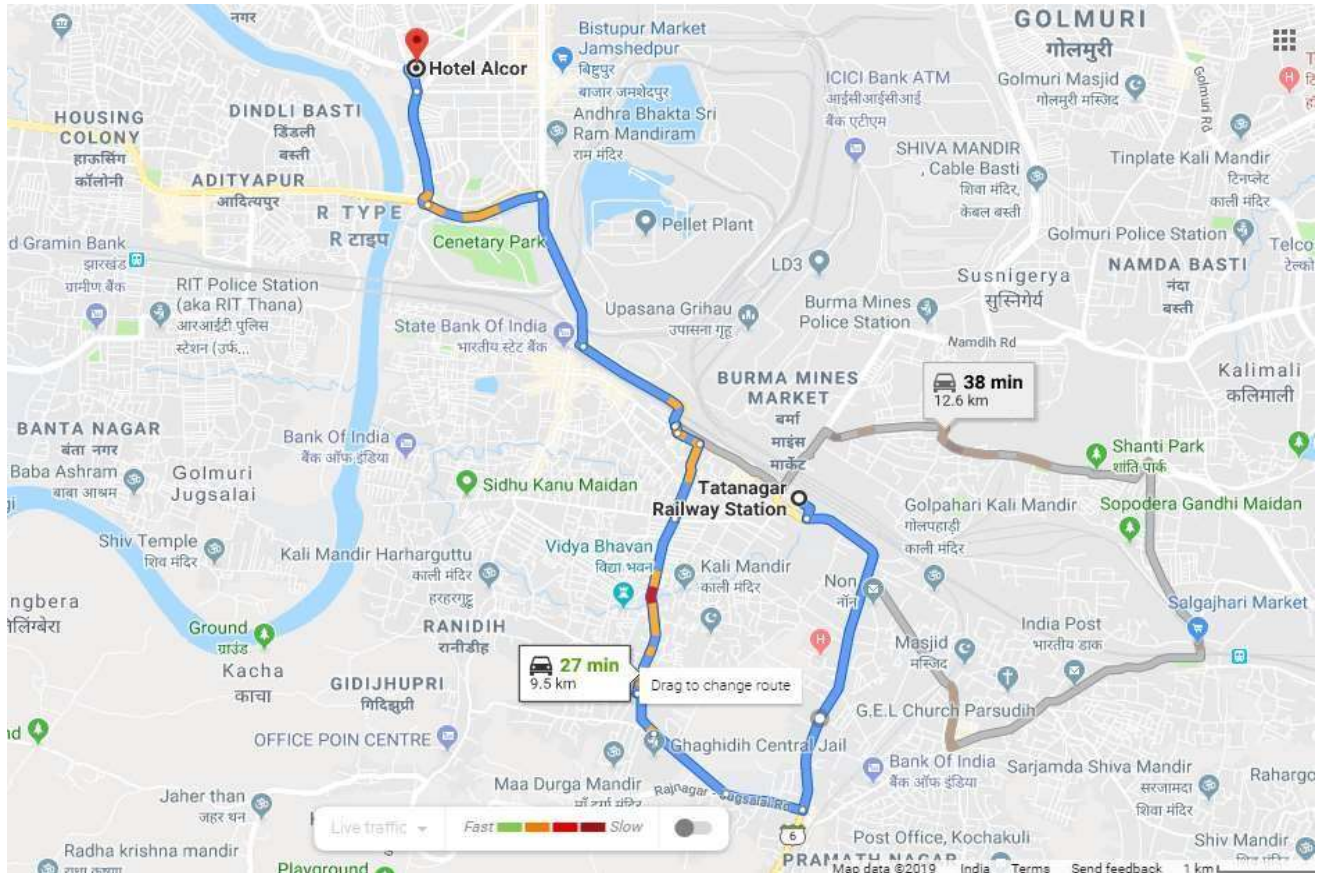 नगर
Hotel Alcor
Bistupur Market
Jamshedpur
बिष्टुपुर
बाजार जमशेदपुर
GOLMURI
गोलमुरी
Golmuri Masjid
गोलमुरी मस्जिद
Golmuri Rd
ICICI Bank ATM
आईसीआईसीआई
बैंक एटीएम
HOUSING
COLONY
हाऊसिंग
कॉलोनी
DINDLI BASTI
डिंडली
बस्ती
Andhra Bhakta Sri
Ram Mandiram
राम मंदिर
SHIVA MANDIR
, Cable Basti
शिवा मंदिर,
केबल बस्ती
Tinplate Kali Mandir
टिनप्लेट
काली मंदिर
ADITYAPUR
आदित्यपुर
R TYPE
R टाइप
Cenetary Park
Pellet Plant
Golmuri Police Station
Telco
d Gramin Bank
झारखंड
ग्रामीण बैंक
LD3
NAMDA BASTI
नंदा
बस्ती
Susnigerya
सुस्निगेर्य
RIT Police Station
(aka RIT Thana)
आरआईटी पुलिस
स्टेशन (उर्फ...
State Bank Of India
भारतीय स्टेट बैंक
Upasana Grihau
उपासना गृह
Burma Mines
Police Station
Namdih Rd
Kalimali
कलिमाली
BURMA MINES
MARKET
बर्मा
माइंस
मार्केट
38 min
12.6 km
BANTA NAGAR
बंता नगर
Baba Ashram
बाबा आश्रम
Golmuri
Jugsalai
Bank Of India
बैंक ऑफ इंडिया
Shanti Park
शांति पार्क
Sidhu Kanu Maidan
Tatanagar
Railway Station
Golpahari Kali Mandir
गोलपहाड़ी
काली मंदिर
Sopodera Gandhi Maidan
Shiv Temple
शिव मंदिर
Kali Mandir Harharguttu
काली मंदिर
हरहरगुट्टू
Vidya Bhavan
विद्या भवन
Kali Mandir
काली मंदिर
Non
नॉन
Salgajhari Market
ngbera
Ground
ग्राउंड
RANIDIH
रानीडीह
Masjid
मस्जिद
India Post
भारतीय डाक
Kacha
काचा
GIDIJHUPRI
गिदिझुप्री
27 min
9.5 km
Drag to change route
G.E.L Church Parsudih
OFFICE POIN CENTRE
Ghaghidih Central Jail
Bank Of India
बैंक ऑफ इंडिया
Sarjamda Shiva Mandir
सरजामदा
शिवा मंदिर
Rahargo
Jaher than
जहर थन
Maa Durga Mandir
Rajnagar - Sugsalai Rd
Live traffic
Fast
Slow
6
Post Office, Kochakuli
Shiv Mandir
Radha krishna mandir
Playground
PRAMATH NAGAR
Map data ©2019 India Terms Send feedback 1 km